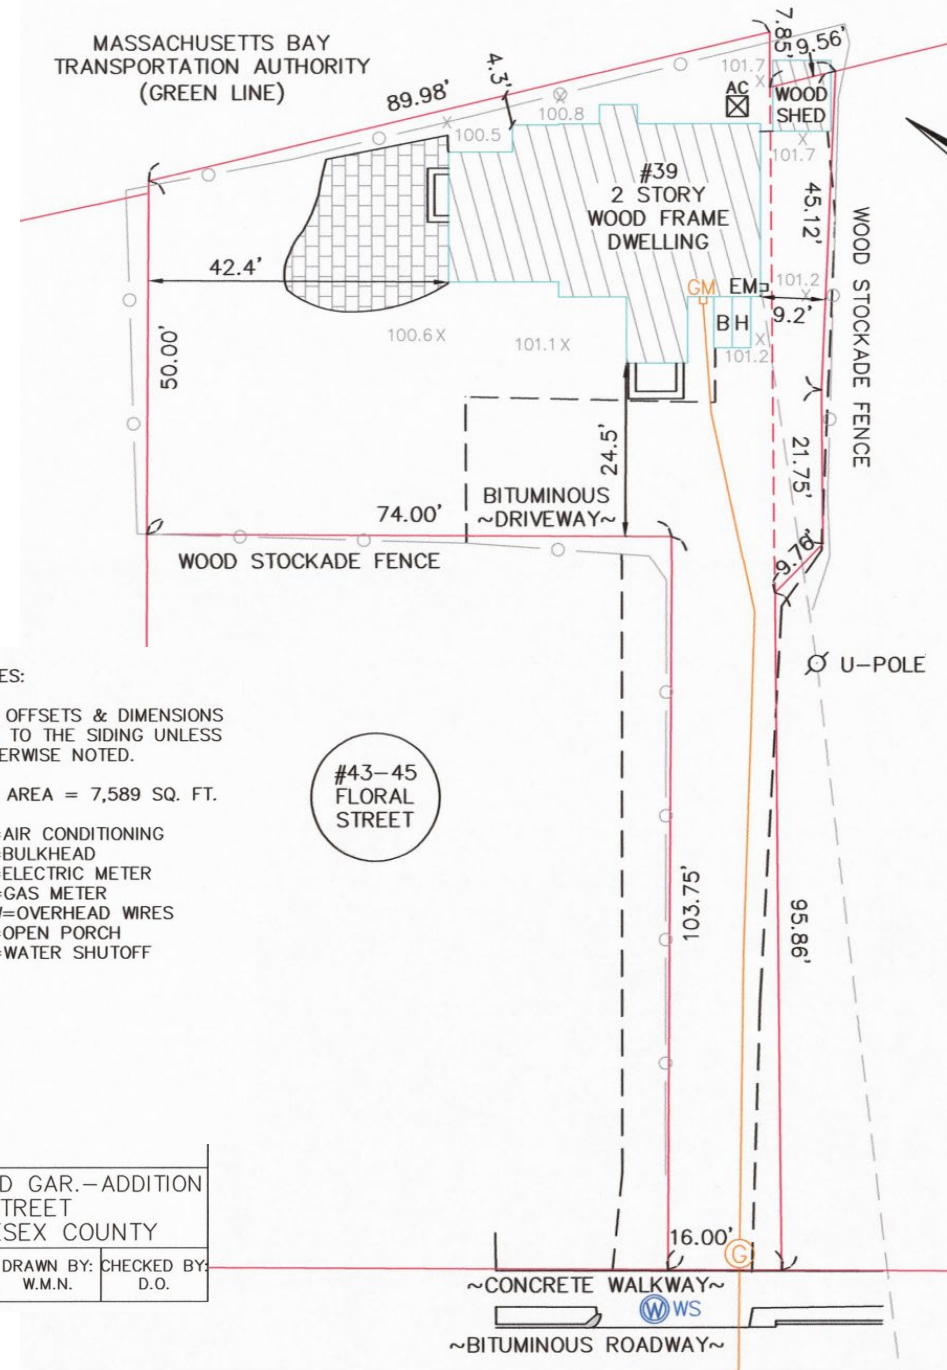 MASSACHUSETTS BAY
TRANSPORTATION AUTHORITY
(GREEN LINE)
89.98'
4.3'
7.85'
9.56'
101.7
AC
WOOD
SHED
100.5
100.8
101.7
#39
2 STORY
WOOD FRAME
DWELLING
45.12'
WOOD STOCKADE FENCE
42.4'
GM
EM
101.2
9.2'
BH
101.2
100.6
101.1
50.00'
24.5'
21.75'
BITUMINOUS
~DRIVEWAY~
74.00'
9.76'
WOOD STOCKADE FENCE
U-POLE
ES:
OFFSETS & DIMENSIONS
TO THE SIDING UNLESS
ERWISE NOTED.
AREA = 7,589 SQ. FT.
=AIR CONDITIONING
=BULKHEAD
=ELECTRIC METER
=GAS METER
=OVERHEAD WIRES
=OPEN PORCH
=WATER SHUTOFF
#43-45
FLORAL
STREET
103.75'
95.86'
D GAR.-ADDITION
TREET
ESEX COUNTY
DRAWN BY: CHECKED BY:
W.M.N. D.O.
16.00'
G
~CONCRETE WALKWAY~
W WS
~BITUMINOUS ROADWAY~